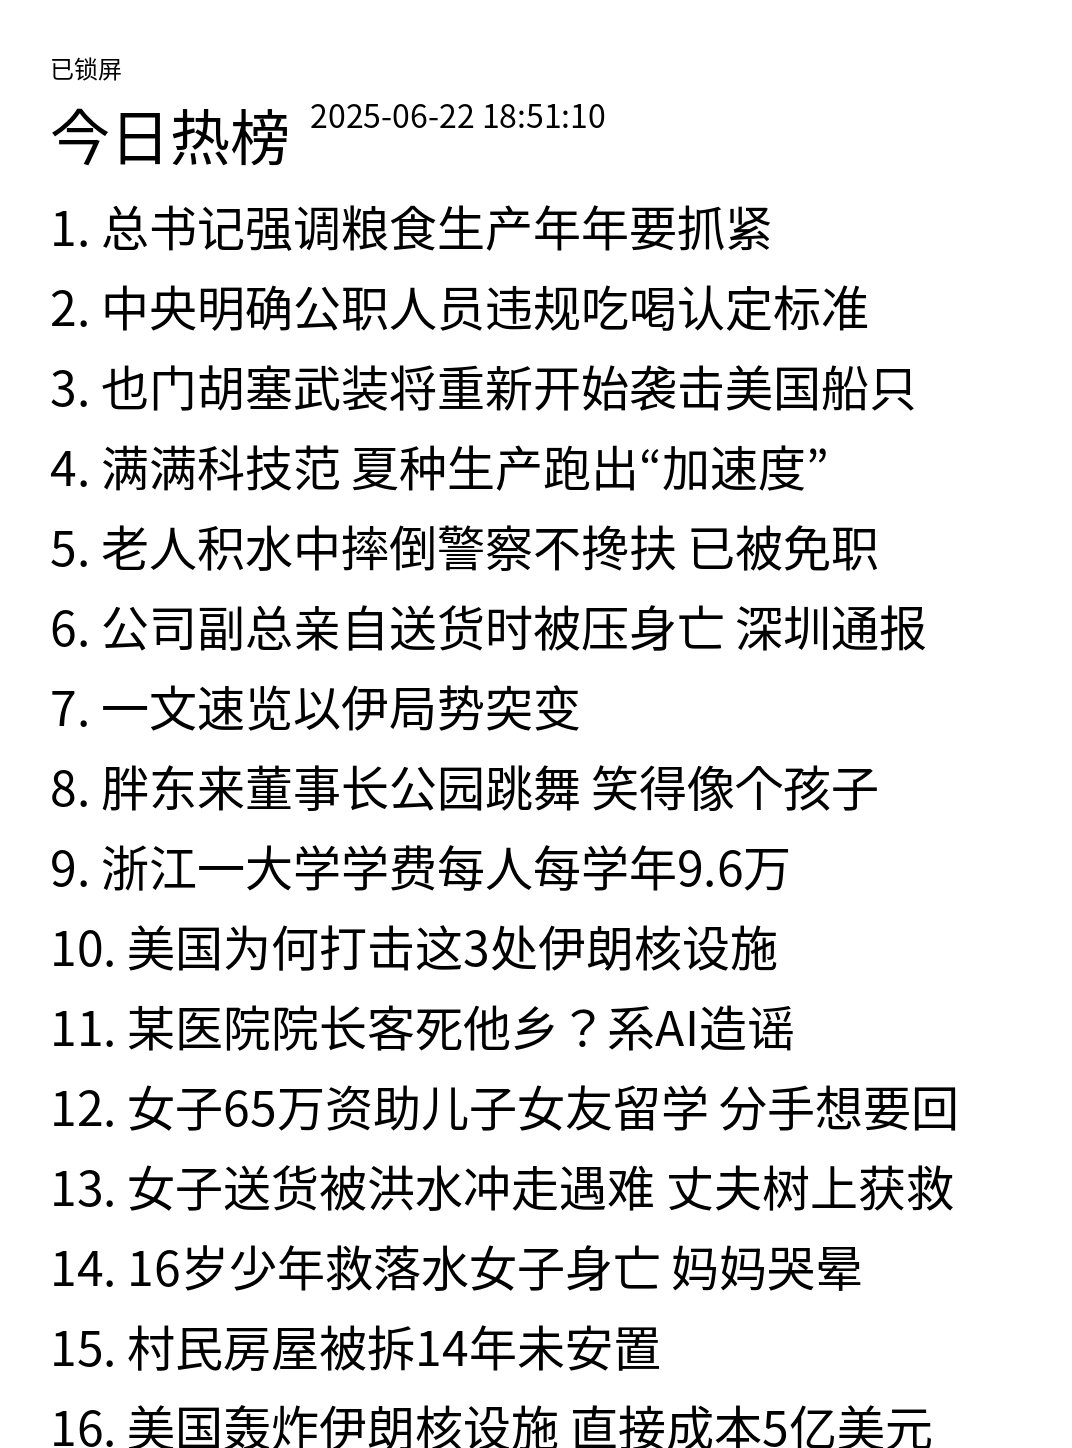 已锁屏
今日热榜 2025-06-22 18:51:10
1. 总书记强调粮食生产年年要抓紧
2. 中央明确公职人员违规吃喝认定标准
3. 也门胡塞武装将重新开始袭击美国船只
4. 满满科技范 夏种生产跑出“加速度”
5. 老人积水中摔倒警察不搀扶 已被免职
6. 公司副总亲自送货时被压身亡 深圳通报
7. 一文速览以伊局势突变
8. 胖东来董事长公园跳舞 笑得像个孩子
9. 浙江一大学学费每人每学年9.6万
10. 美国为何打击这3处伊朗核设施
11. 某医院院长客死他乡？系AI造谣
12. 女子65万资助儿子女友留学 分手想要回
13. 女子送货被洪水冲走遇难 丈夫树上获救
14. 16岁少年救落水女子身亡 妈妈哭晕
15. 村民房屋被拆14年未安置
16. 美国轰炸伊朗核设施 直接成本5亿美元